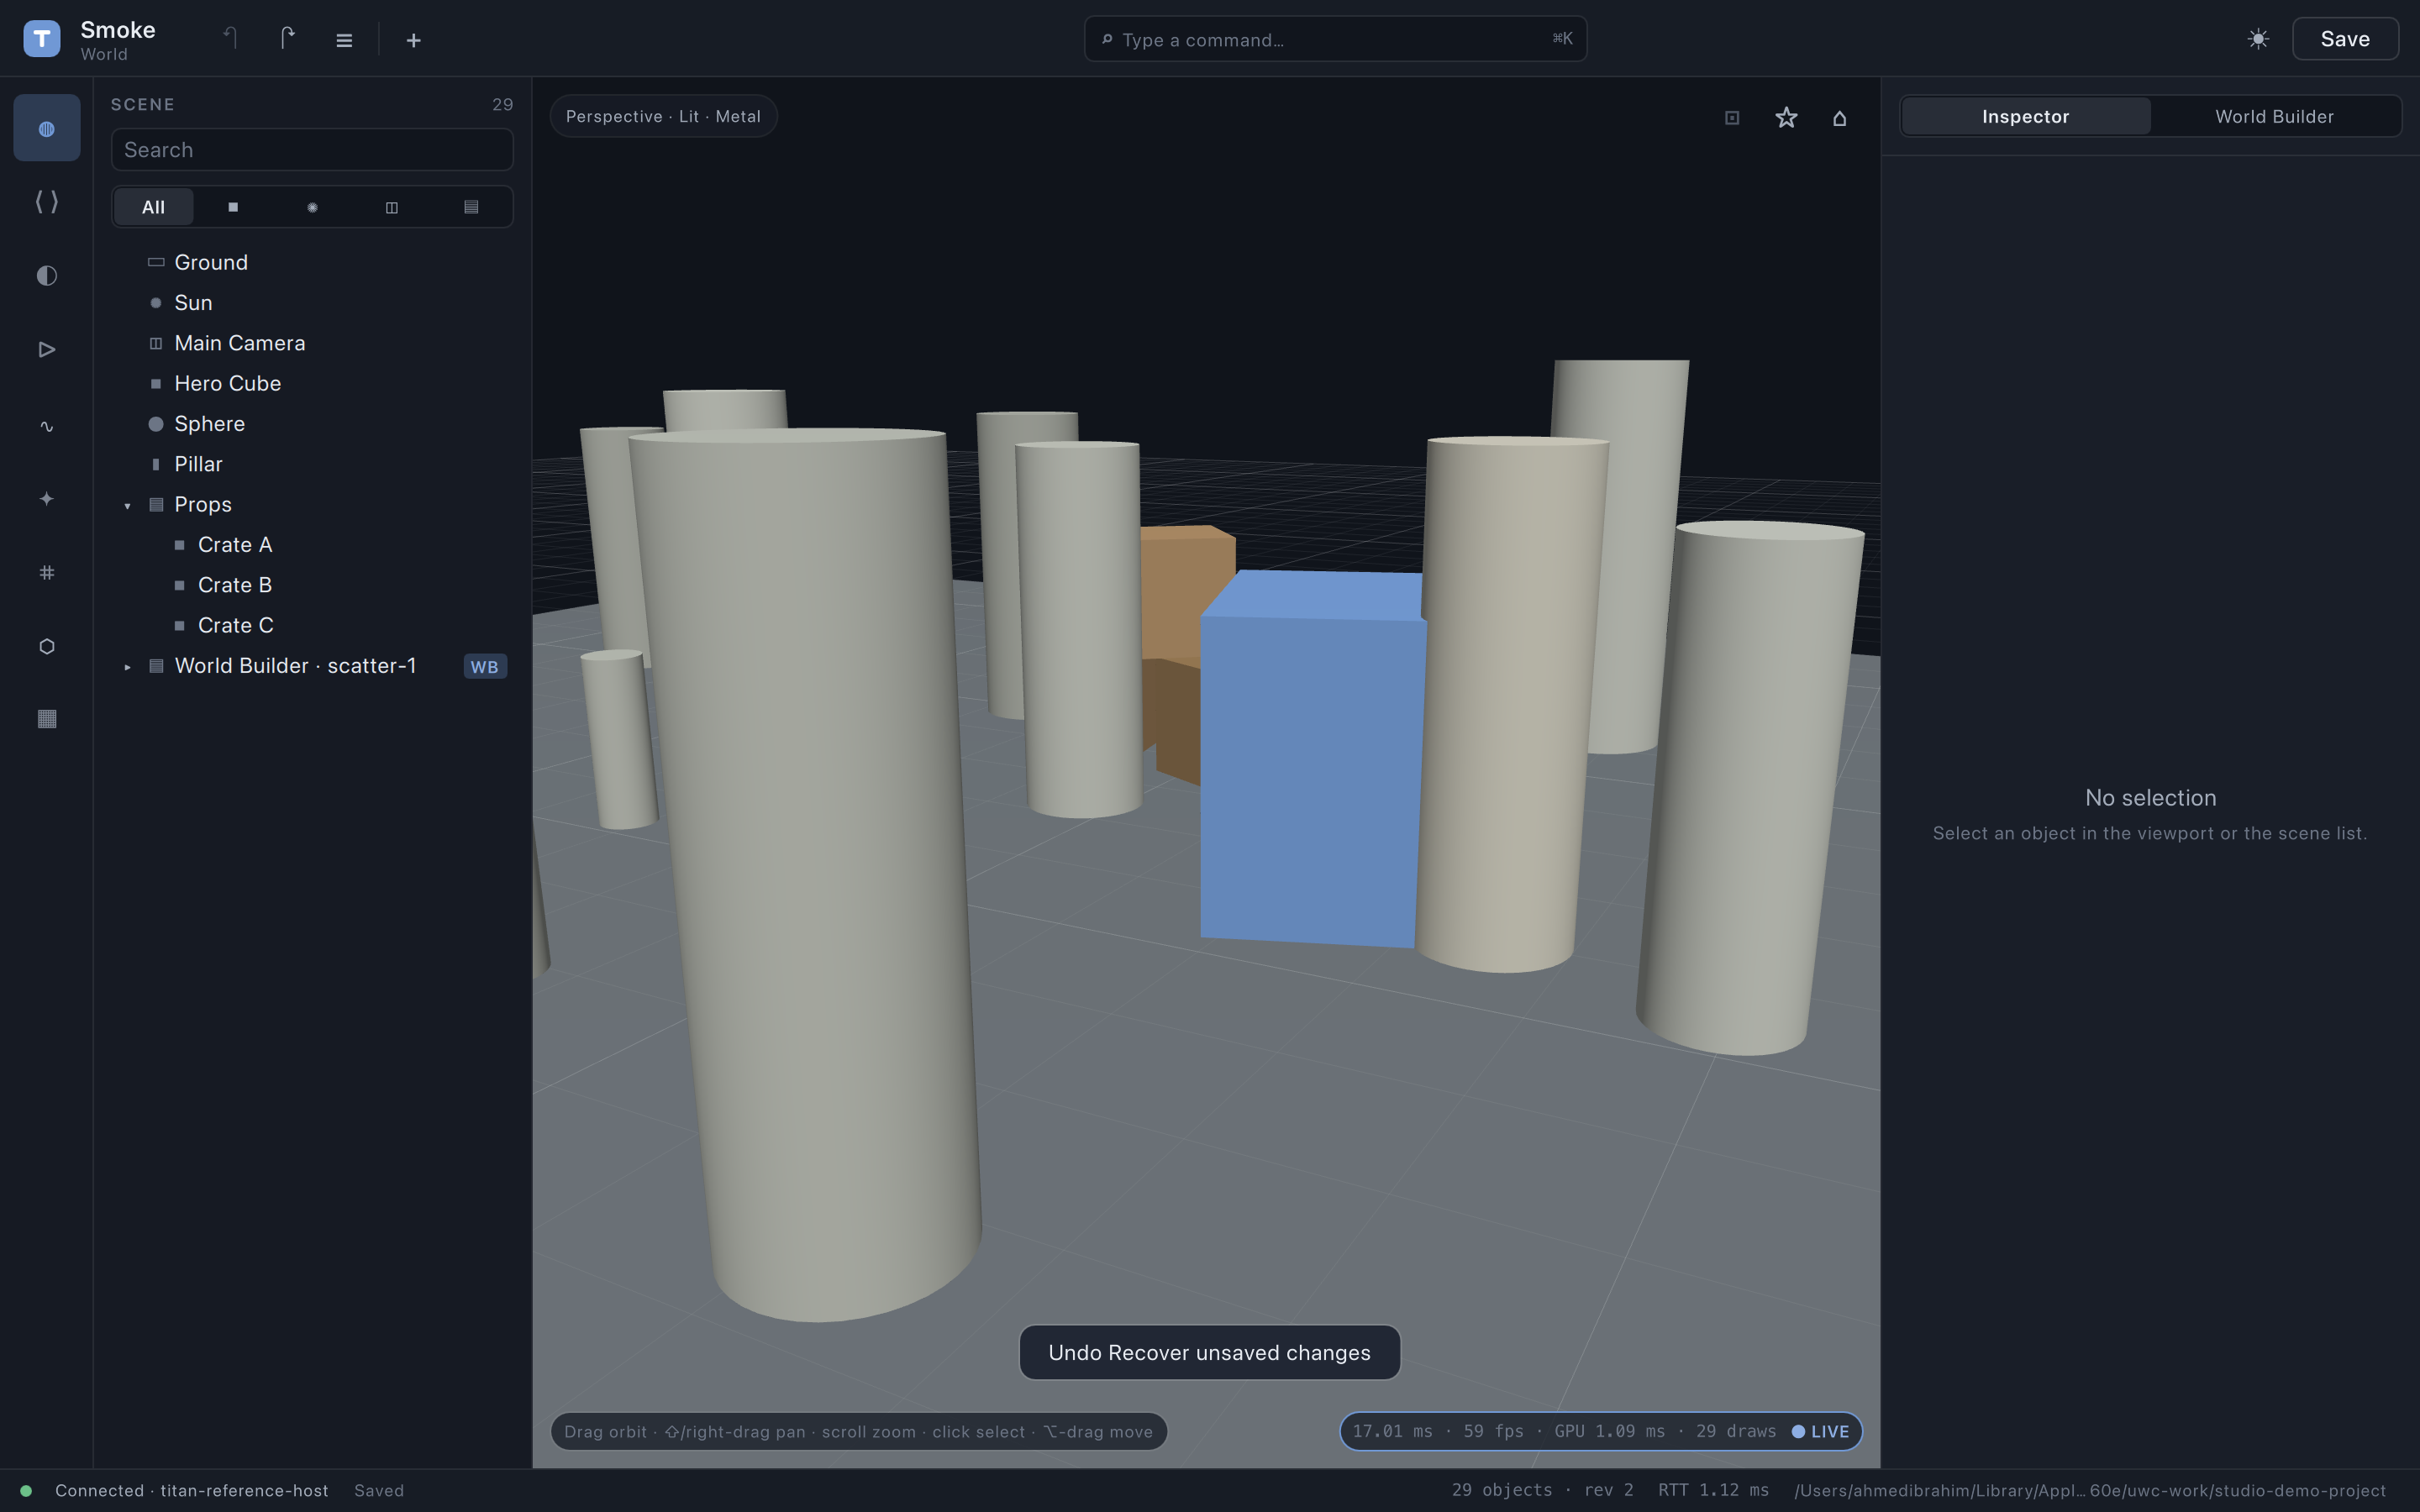 T
Smoke
World
Type a command… ⌘K
Save
SCENE 29
Search
All
Ground
Sun
Main Camera
Hero Cube
Sphere
Pillar
Props
Crate A
Crate B
Crate C
World Builder · scatter-1 WB
Perspective · Lit · Metal
Undo Recover unsaved changes
Drag orbit · ⇧/right-drag pan · scroll zoom · click select · ⌥-drag move
17.01 ms · 59 fps · GPU 1.09 ms · 29 draws LIVE
Inspector World Builder
No selection
Select an object in the viewport or the scene list.
Connected · titan-reference-host Saved
29 objects · rev 2 RTT 1.12 ms /Users/ahmedibrahim/Library/Appl… 60e/uwc-work/studio-demo-project